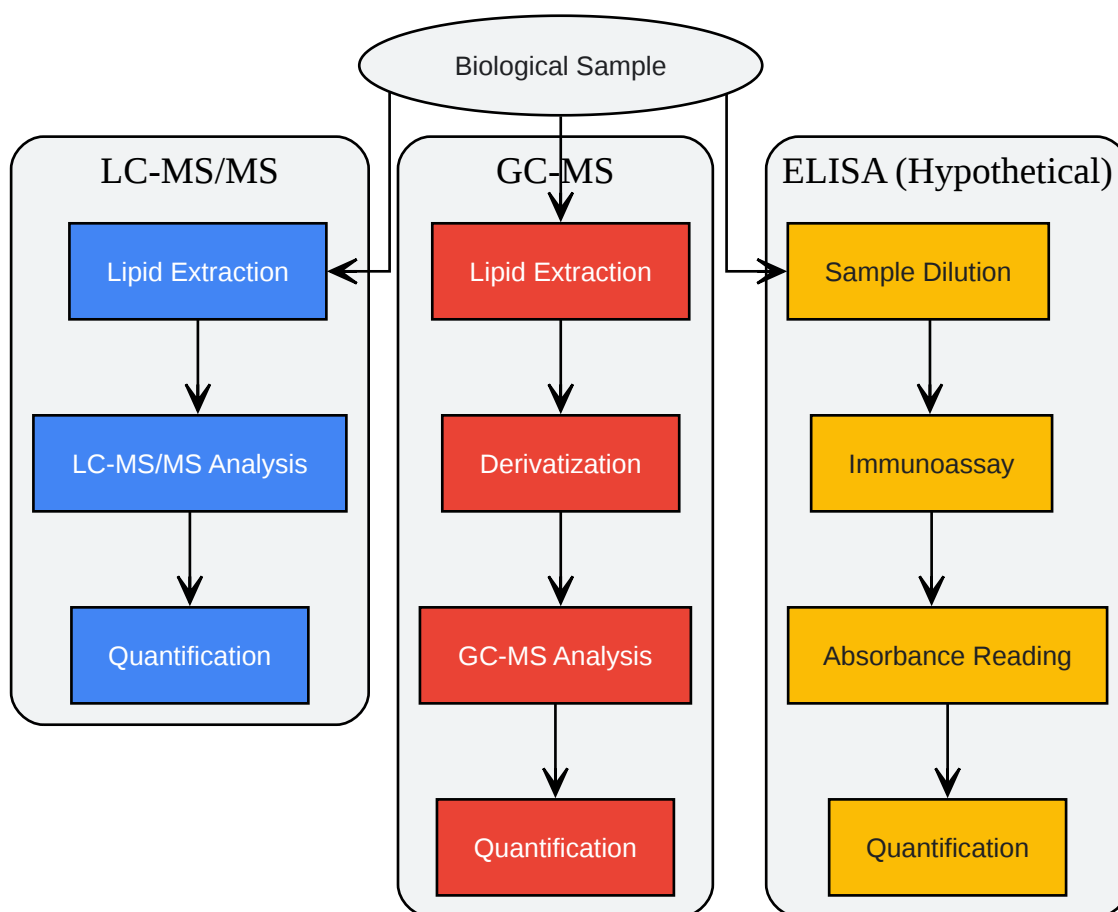 Biological Sample
LC-MS/MS
Lipid Extraction
LC-MS/MS Analysis
Quantification
GC-MS
Lipid Extraction
Derivatization
GC-MS Analysis
Quantification
ELISA (Hypothetical)
Sample Dilution
Immunoassay
Absorbance Reading
Quantification